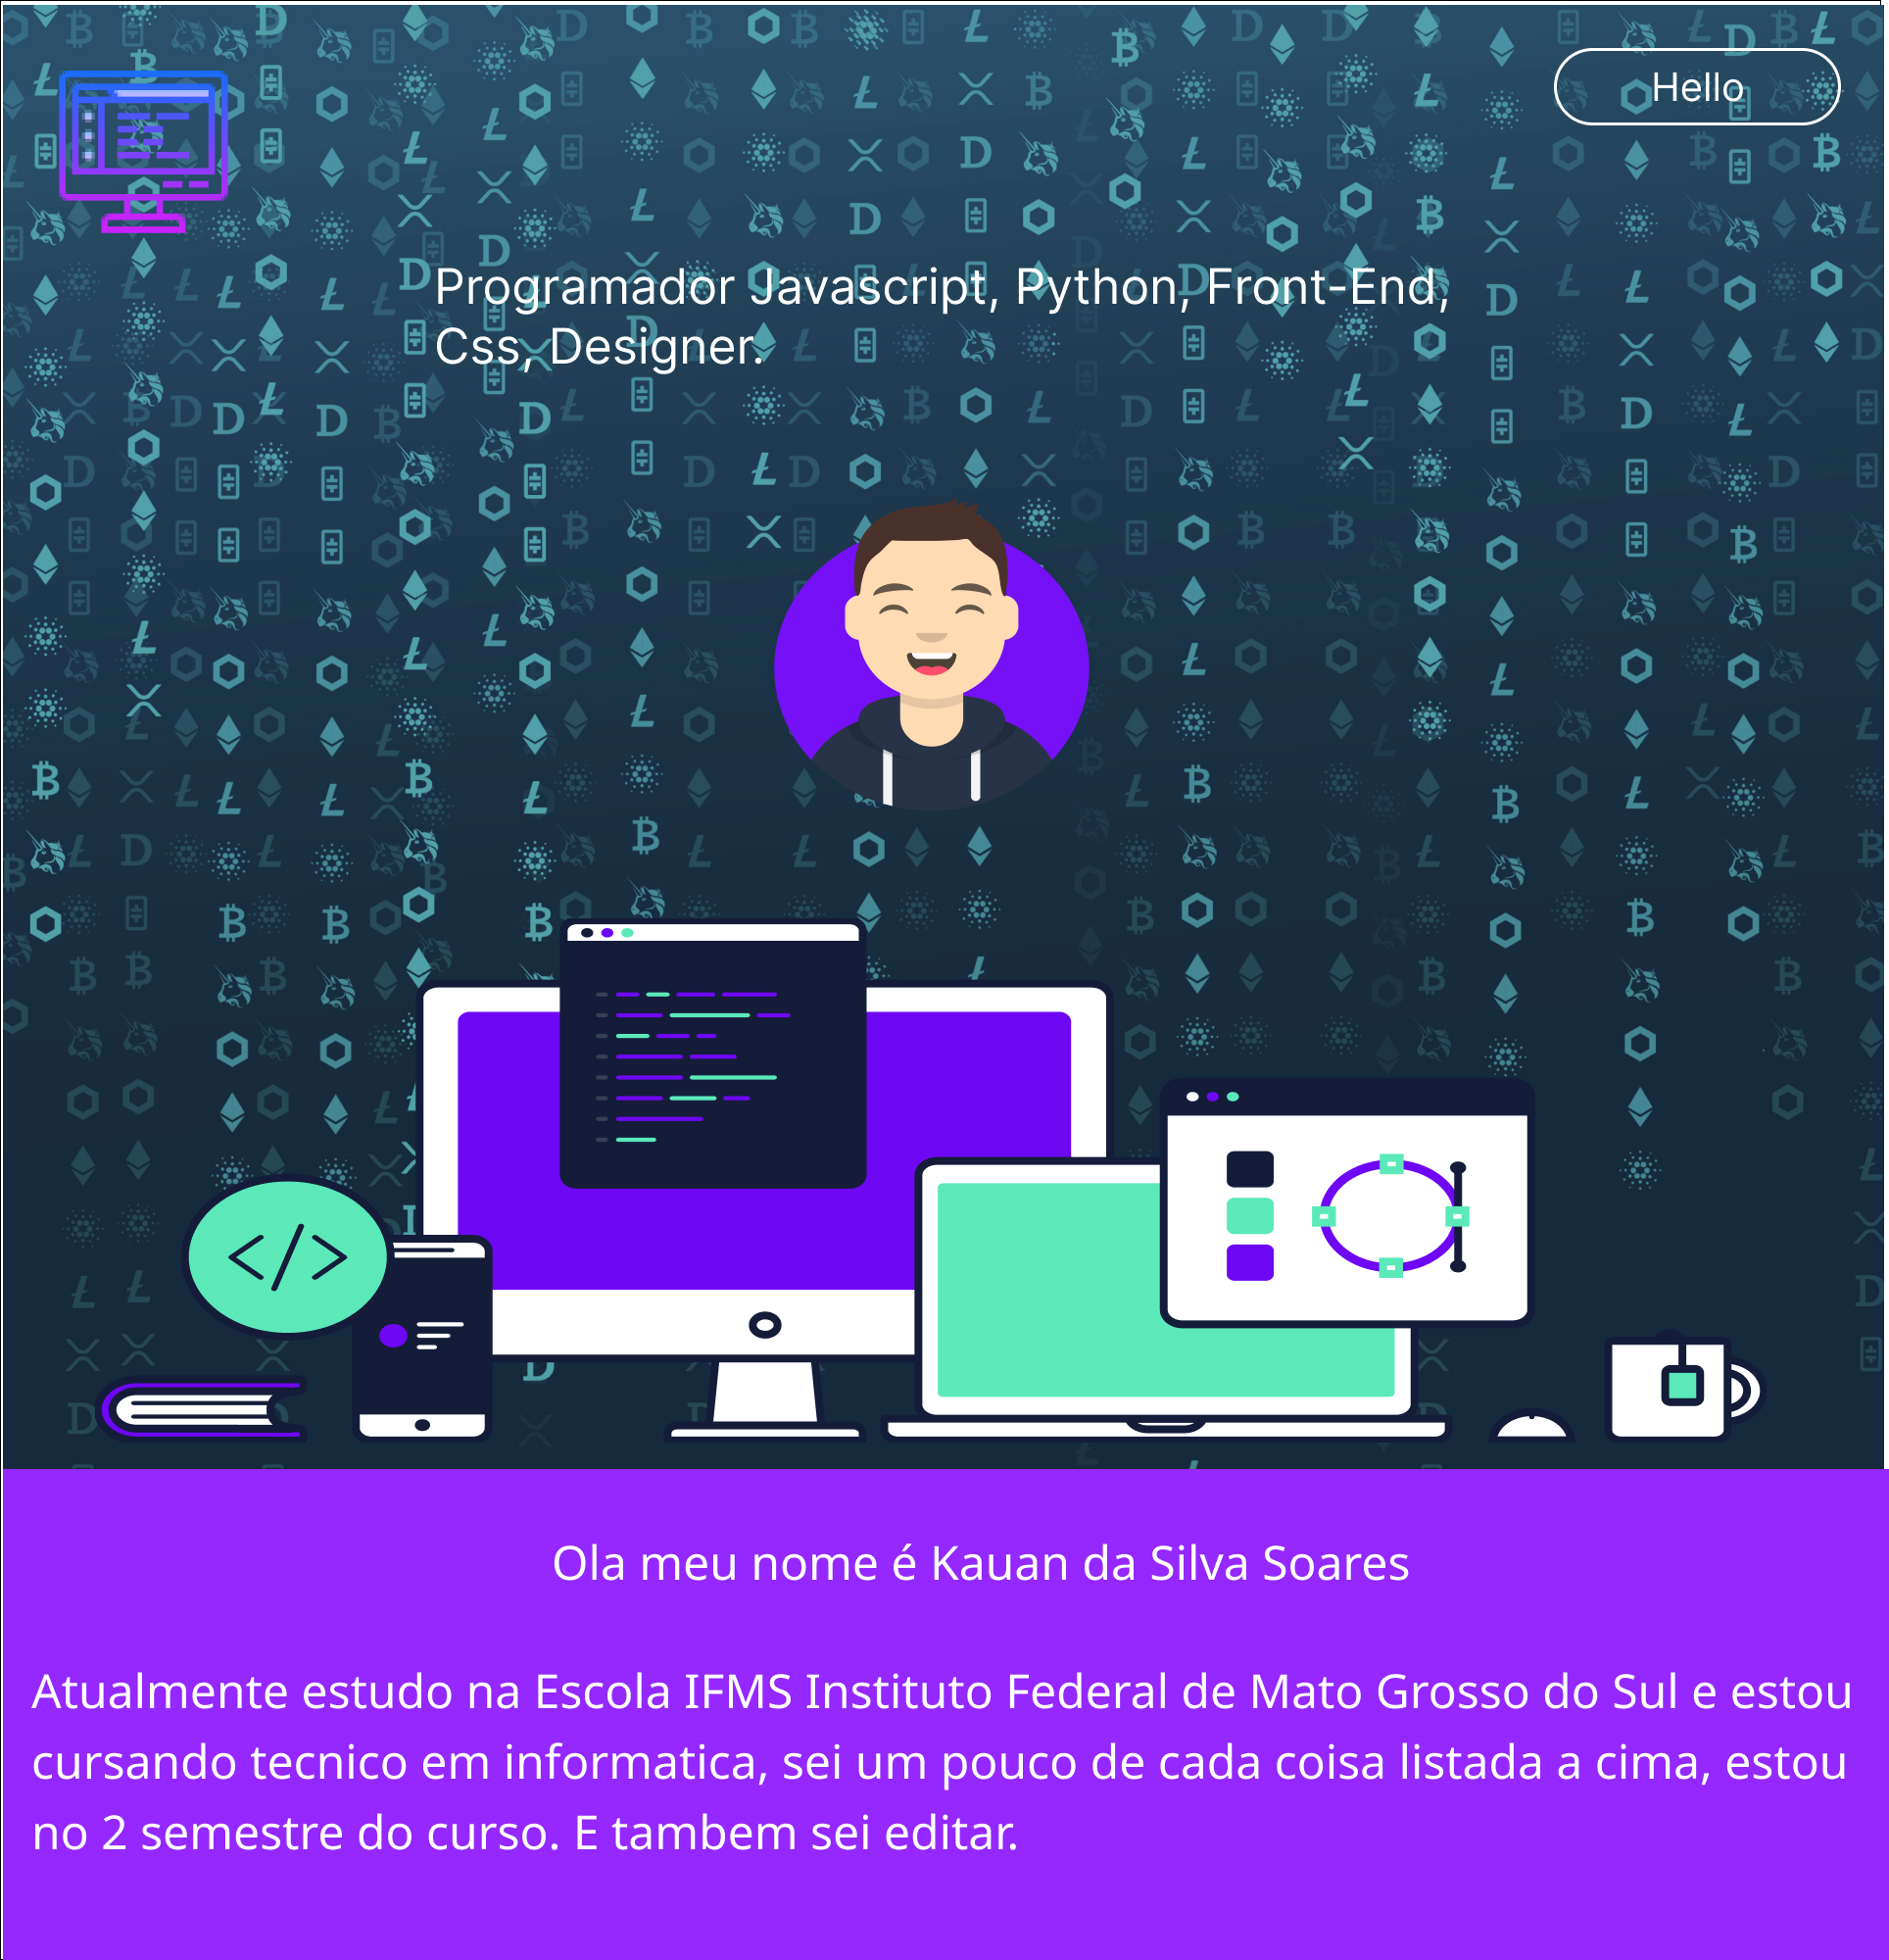 Hello
Programador Javascript, Python, Front-End,
Css, Designer.
</>
Ola meu nome é Kauan da Silva Soares
Atualmente estudo na Escola IFMS Instituto Federal de Mato Grosso do Sul e estou
cursando tecnico em informatica, sei um pouco de cada coisa listada a cima, estou
no 2 semestre do curso. E tambem sei editar.